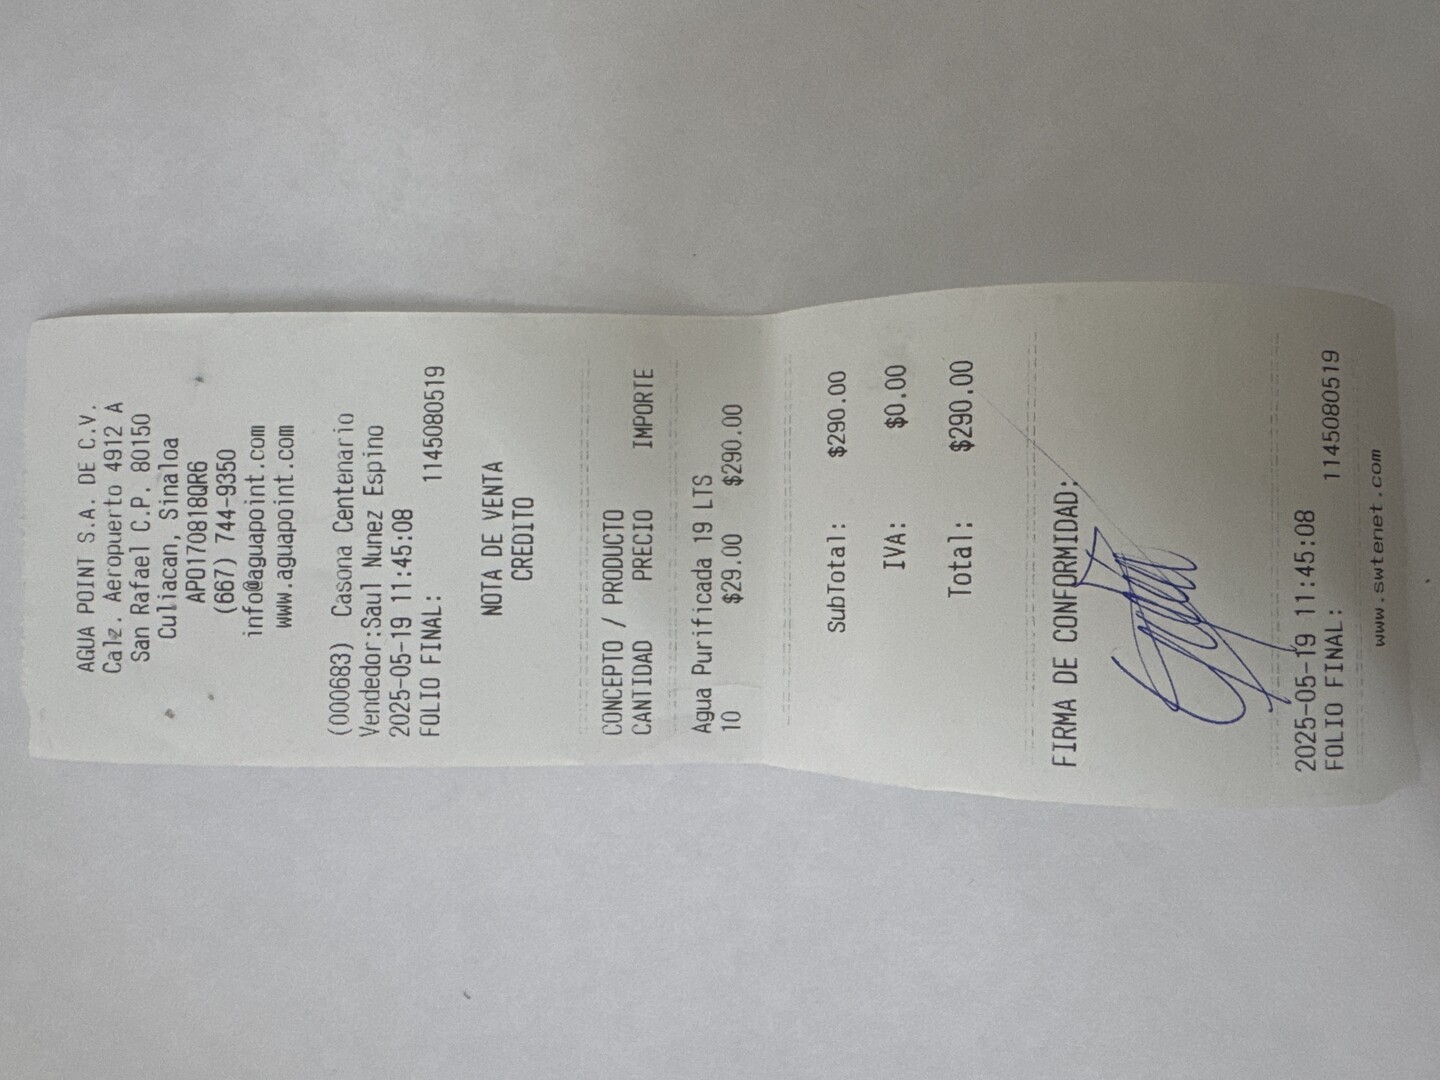 AGUA POINT S.A. DE C.V.
Calz. Aeropuerto 4912 A
San Rafael C.P. 80150
Culiacan, Sinaloa
APO170818QR6
(667) 744-9350
info@aguapoint.com
www.aguapoint.com
(000683) Casona Centenario
Vendedor:Saul Nunez Espino
2025-05-19 11:45:08
FOLIO FINAL: 1145080519
NOTA DE VENTA
CREDITO
CONCEPTO / PRODUCTO
CANTIDAD PRECIO IMPORTE
Agua Purificada 19 LTS
10 $29.00 $290.00
SubTotal: $290.00
IVA: $0.00
Total: $290.00
FIRMA DE CONFORMIDAD:
2025-05-19 11:45:08
FOLIO FINAL: 1145080519
www.swtenet.com